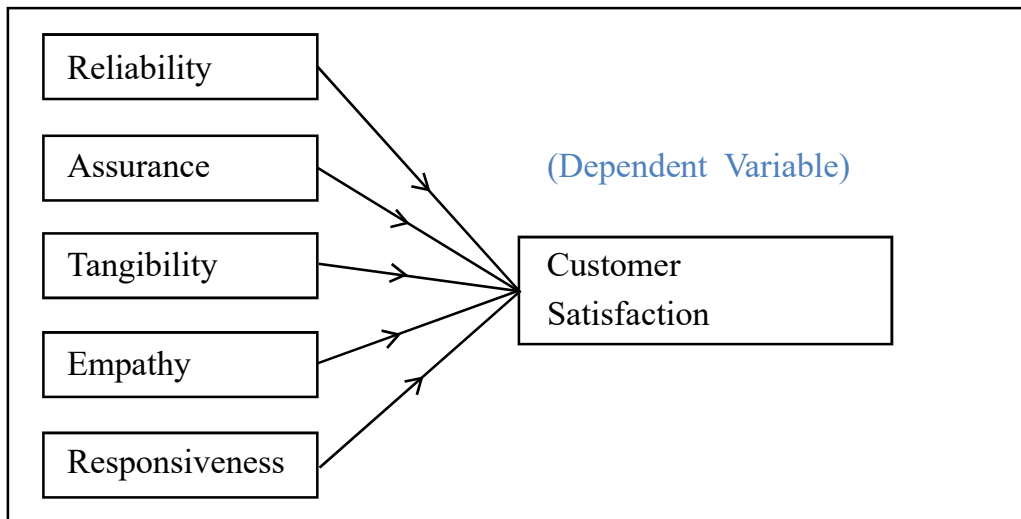 Reliability
Assurance
(Dependent Variable)
Tangibility
Customer
Satisfaction
Empathy
Responsiveness